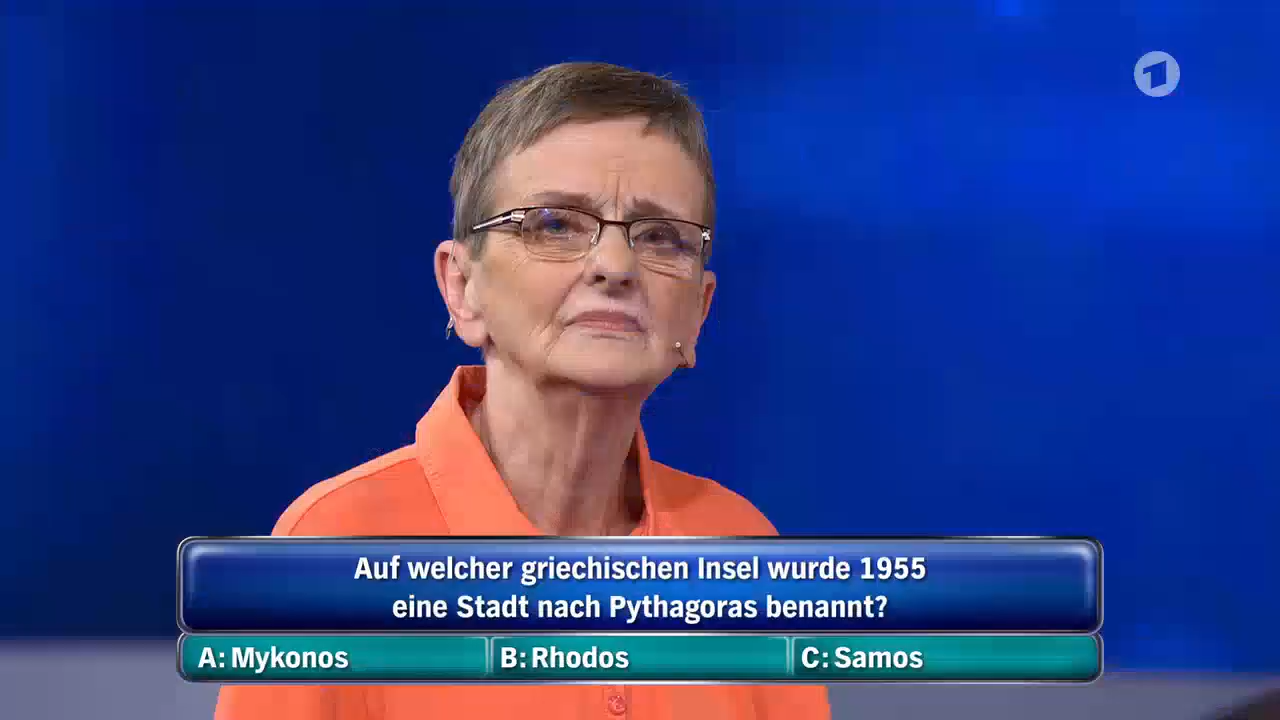 1
Auf welcher griechischen Insel wurde 1955
eine Stadt nach Pythagoras benannt?
A: Mykonos
B: Rhodos
C: Samos